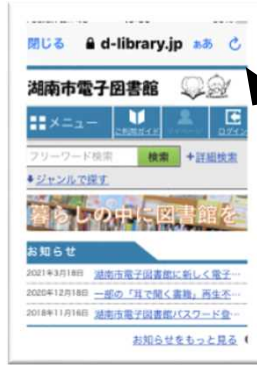 閉じる d-library.jp ああ
湖南市電子図書館
メニュー ご利用ガイド マイページ ログイン
フリーワード検索 検索 +詳細検索
ジャンルで探す
暮らしの中に図書館を
お知らせ
2021年3月18日 湖南市電子図書館に新しく電子…
2020年12月18日 一部の「耳で聞く書籍」再生不…
2018年11月16日 湖南市電子図書館パスワード登…
お知らせをもっと見る